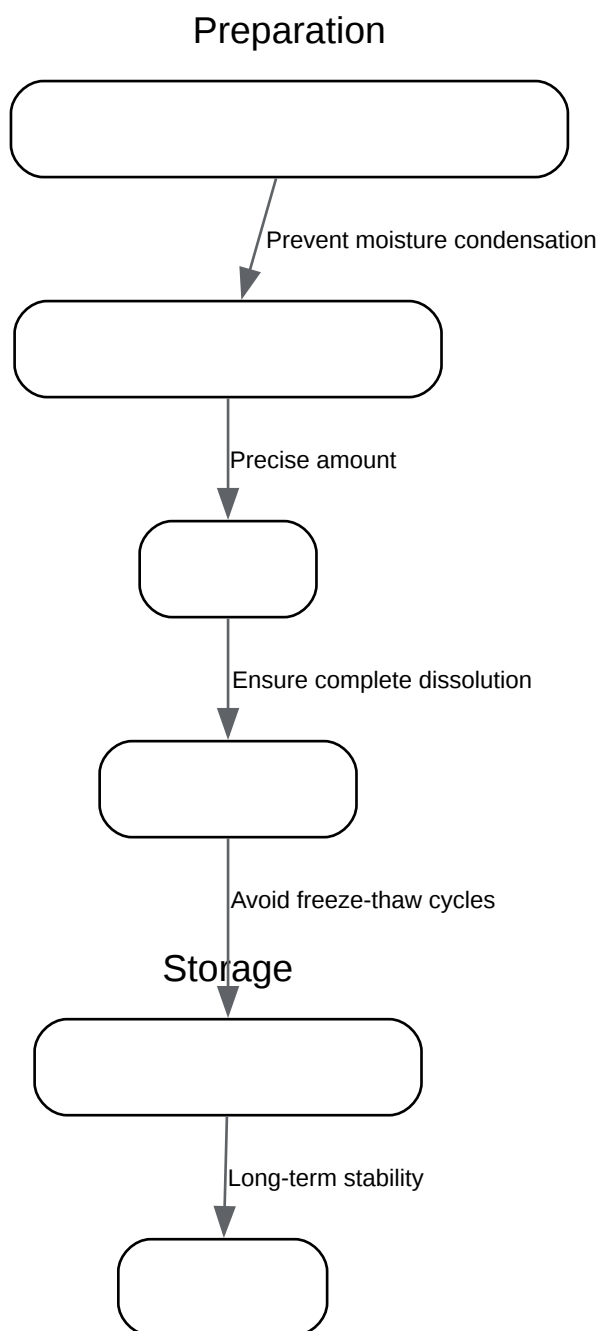 Preparation
Prevent moisture condensation
Precise amount
Ensure complete dissolution
Avoid freeze-thaw cycles
Storage
Long-term stability